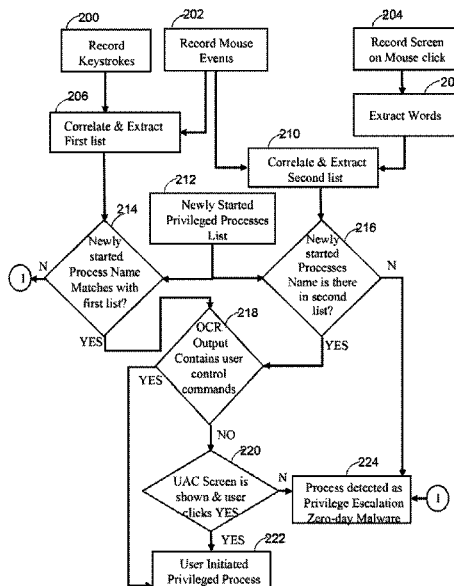 200
202
204
Record
Keystrokes
Record Mouse
Events
Record Screen
on Mouse click
206
20
Correlate & Extract
First list
Extract Words
210
Correlate & Extract
Second list
212
Newly Started
Privileged Processes
List
214
Newly
started
Process Name
Matches with
first list?
216
Newly
started
Processes
Name is there
in second
list?
N
1
YES
N
YES
218
OCR
Output
Contains user
control
commands
YES
NO
220
UAC Screen is
shown & user
clicks YES
N
YES
224
Process detected as
Privilege Escalation
Zero-day Malware
1
222
User Initiated
Privileged Process